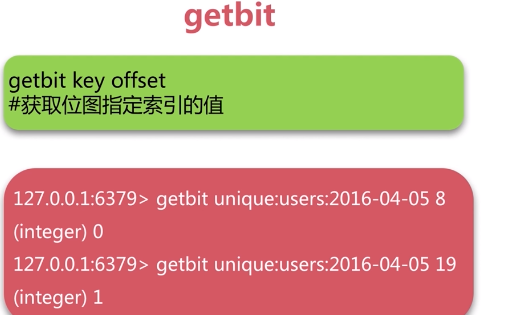 getbit
getbit key offset
#获取位图指定索引的值
127.0.0.1:6379> getbit unique:users:2016-04-05 8
(integer) 0
127.0.0.1:6379> getbit unique:users:2016-04-05 19
(integer) 1